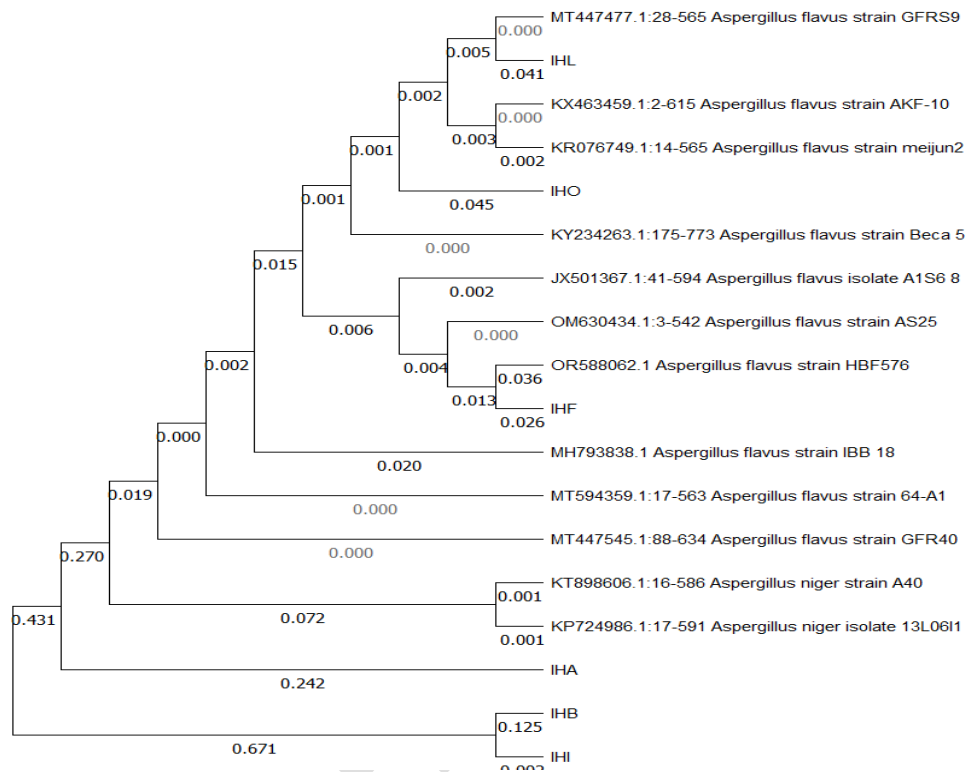 MT447477.1:28-565 Aspergillus flavus strain GFRS9
0.000
0.005
IHL
0.041
0.002
KX463459.1:2-615 Aspergillus flavus strain AKF-10
0.000
0.003
KR076749.1:14-565 Aspergillus flavus strain meijun2
0.001
0.002
IHO
0.001
0.045
KY234263.1:175-773 Aspergillus flavus strain Beca 5
0.000
0.015
JX501367.1:41-594 Aspergillus flavus isolate A1S6 8
0.002
OM630434.1:3-542 Aspergillus flavus strain AS25
0.006
0.000
0.002
OR588062.1 Aspergillus flavus strain HBF576
0.004
0.036
0.013
IHF
0.026
0.000
MH793838.1 Aspergillus flavus strain IBB 18
0.020
0.019
MT594359.1:17-563 Aspergillus flavus strain 64-A1
0.000
MT447545.1:88-634 Aspergillus flavus strain GFR40
0.000
0.270
KT898606.1:16-586 Aspergillus niger strain A40
0.001
0.431
0.072
KP724986.1:17-591 Aspergillus niger isolate 13L06I1
0.001
IHA
0.242
IHB
0.125
0.671
IHI